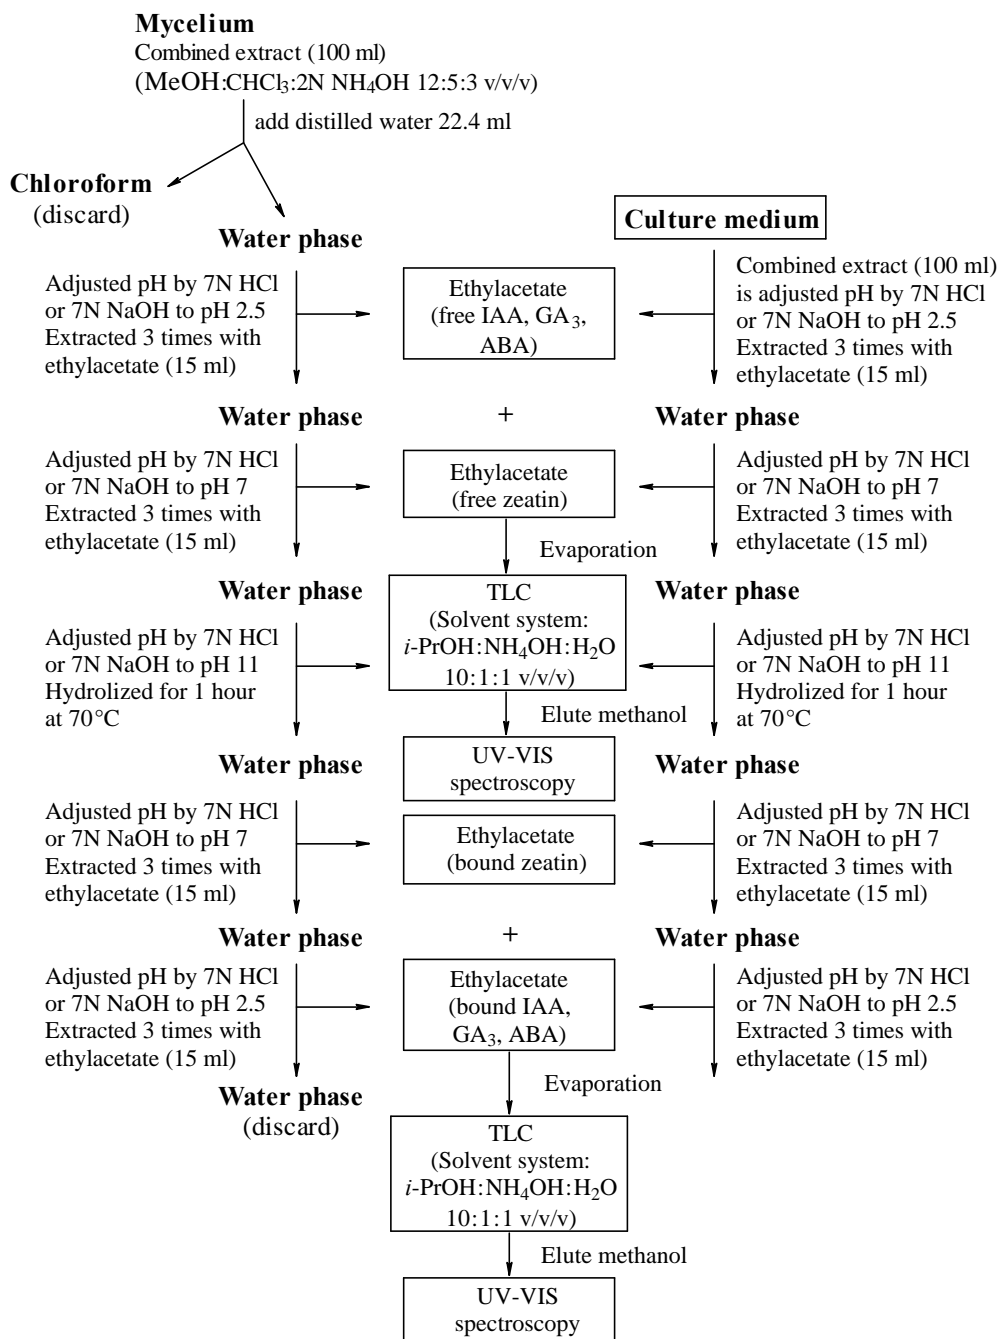 Mycelium
Combined extract (100 ml)
(MeOH:CHCl₃:2N NH₄OH 12:5:3 v/v/v)
add distilled water 22.4 ml
Chloroform
(discard)
Water phase
Culture medium
Adjusted pH by 7N HCl
or 7N NaOH to pH 2.5
Extracted 3 times with
ethylacetate (15 ml)
Ethylacetate
(free IAA, GA₃,
ABA)
Combined extract (100 ml)
is adjusted pH by 7N HCl
or 7N NaOH to pH 2.5
Extracted 3 times with
ethylacetate (15 ml)
Water phase
+
Water phase
Adjusted pH by 7N HCl
or 7N NaOH to pH 7
Extracted 3 times with
ethylacetate (15 ml)
Ethylacetate
(free zeatin)
Adjusted pH by 7N HCl
or 7N NaOH to pH 7
Extracted 3 times with
ethylacetate (15 ml)
Evaporation
Water phase
TLC
(Solvent system:
i-PrOH:NH₄OH:H₂O
10:1:1 v/v/v)
Water phase
Adjusted pH by 7N HCl
or 7N NaOH to pH 11
Hydrolized for 1 hour
at 70°C
Adjusted pH by 7N HCl
or 7N NaOH to pH 11
Hydrolized for 1 hour
at 70°C
Elute methanol
Water phase
UV-VIS
spectroscopy
Water phase
Adjusted pH by 7N HCl
or 7N NaOH to pH 7
Extracted 3 times with
ethylacetate (15 ml)
Ethylacetate
(bound zeatin)
Adjusted pH by 7N HCl
or 7N NaOH to pH 7
Extracted 3 times with
ethylacetate (15 ml)
Water phase
+
Water phase
Adjusted pH by 7N HCl
or 7N NaOH to pH 2.5
Extracted 3 times with
ethylacetate (15 ml)
Ethylacetate
(bound IAA,
GA₃, ABA)
Adjusted pH by 7N HCl
or 7N NaOH to pH 2.5
Extracted 3 times with
ethylacetate (15 ml)
Evaporation
Water phase
(discard)
TLC
(Solvent system:
i-PrOH:NH₄OH:H₂O
10:1:1 v/v/v)
Elute methanol
UV-VIS
spectroscopy